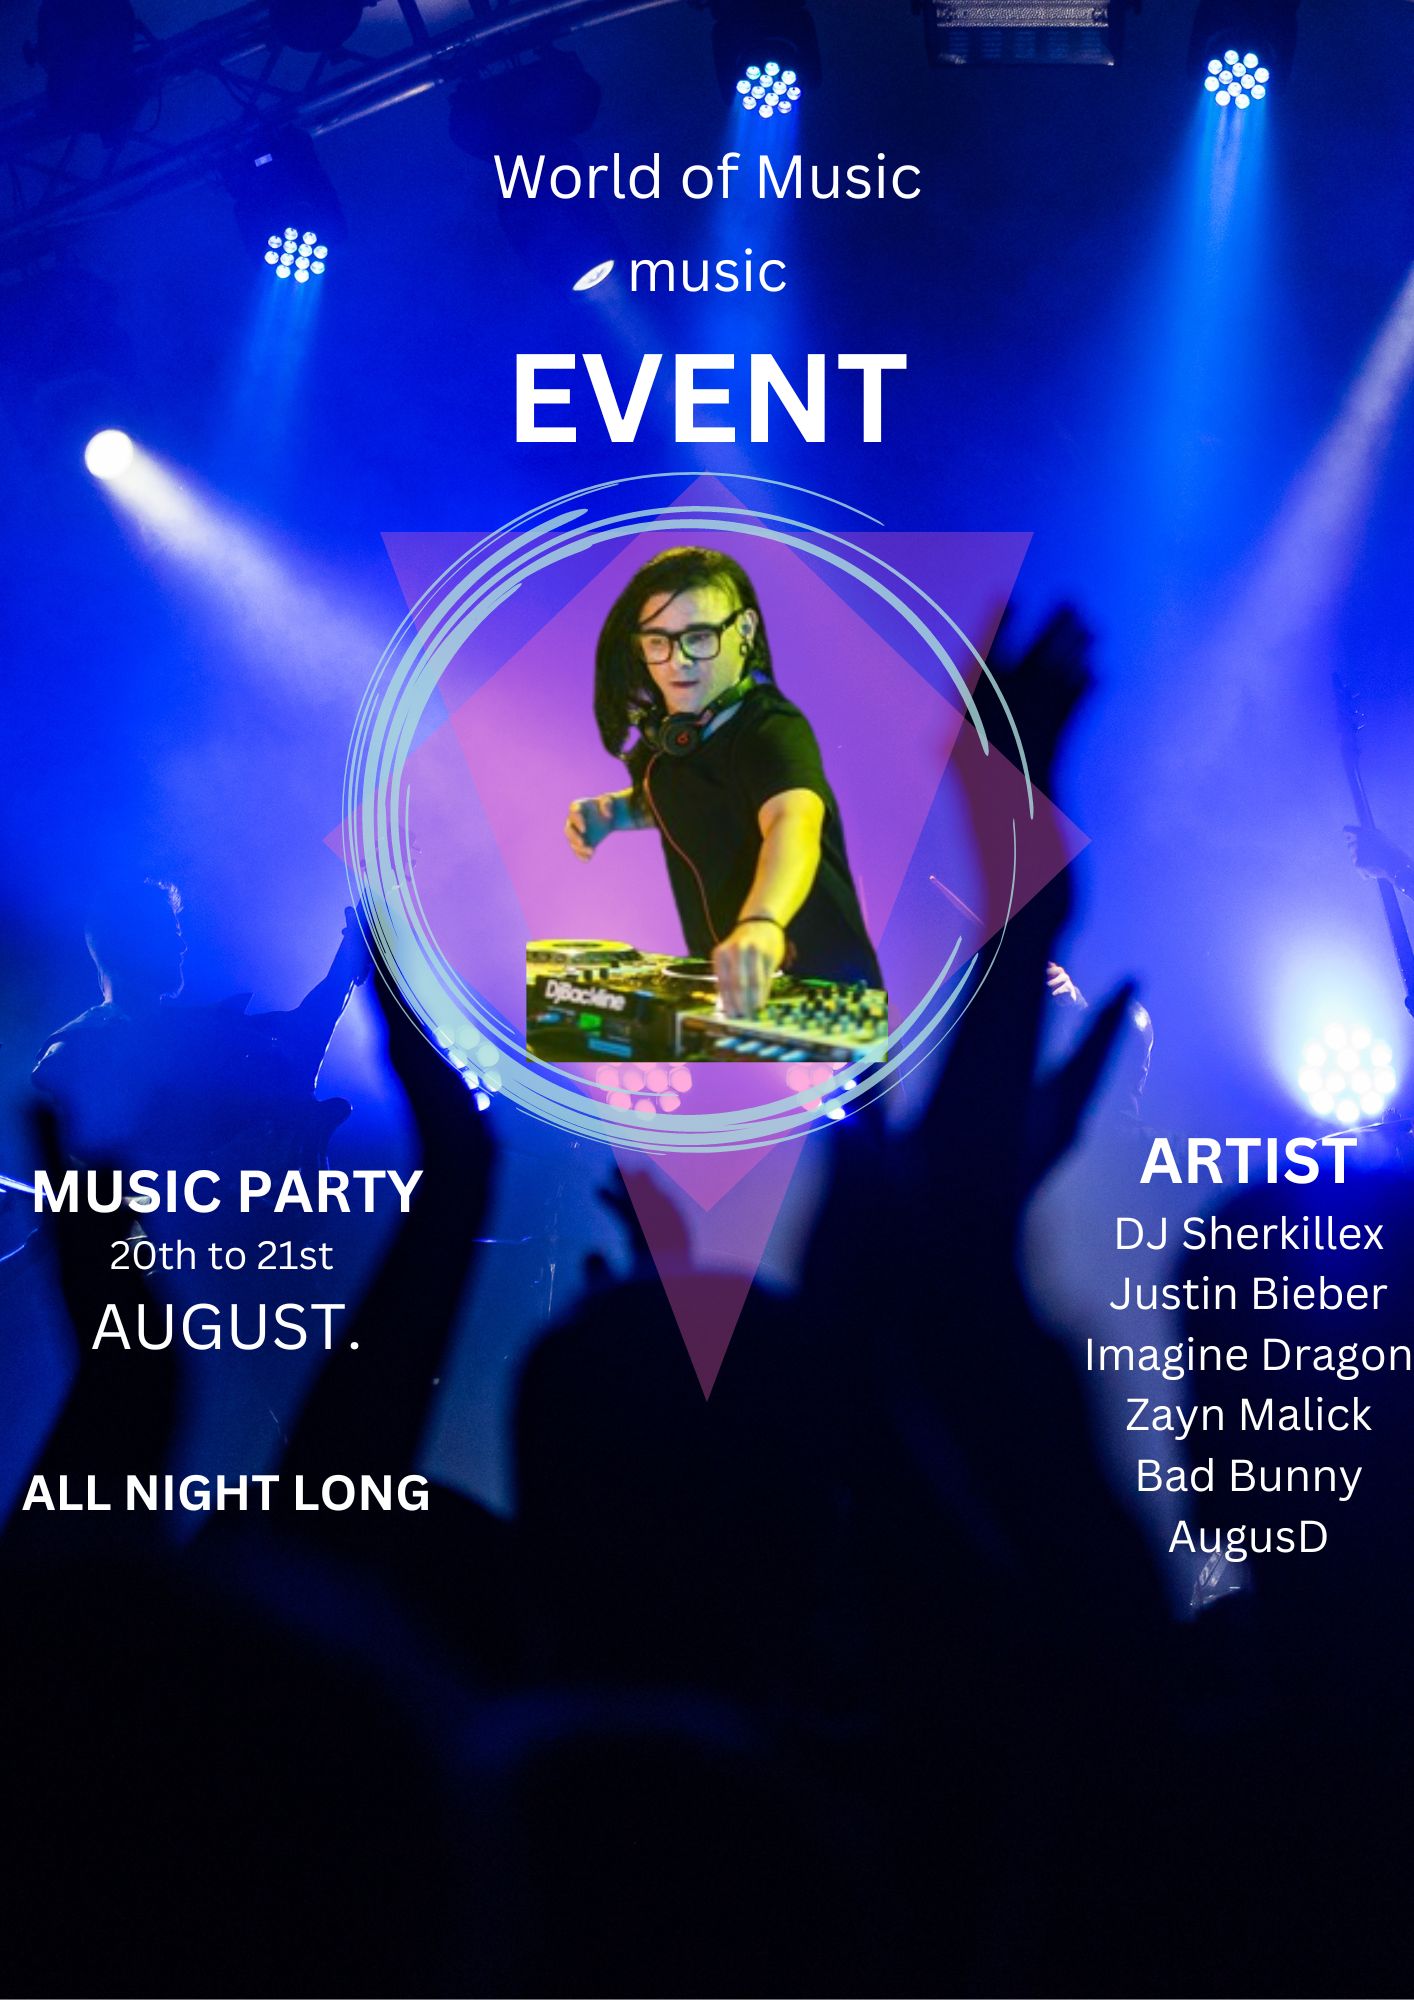 World of Music
music
EVENT
DjBackline
MUSIC PARTY
20th to 21st
AUGUST.
ALL NIGHT LONG
ARTIST
DJ Sherkillex
Justin Bieber
Imagine Dragon
Zayn Malick
Bad Bunny
AugusD